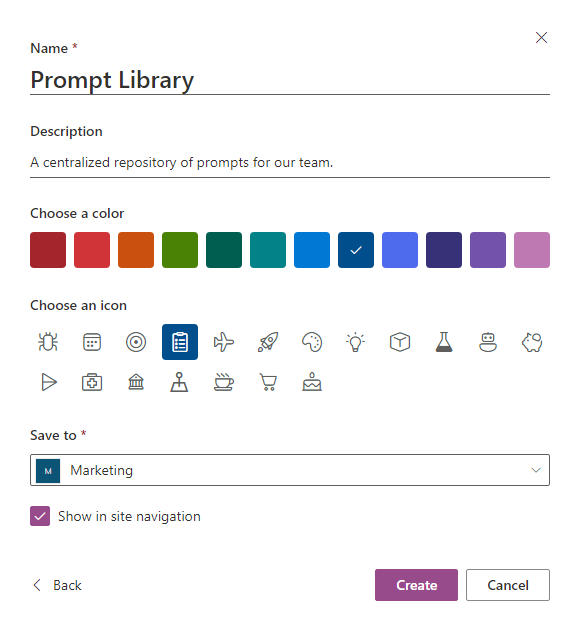 Name *
Prompt Library
Description
A centralized repository of prompts for our team.
Choose a color
Choose an icon
Save to *
M Marketing
Show in site navigation
Back Create Cancel